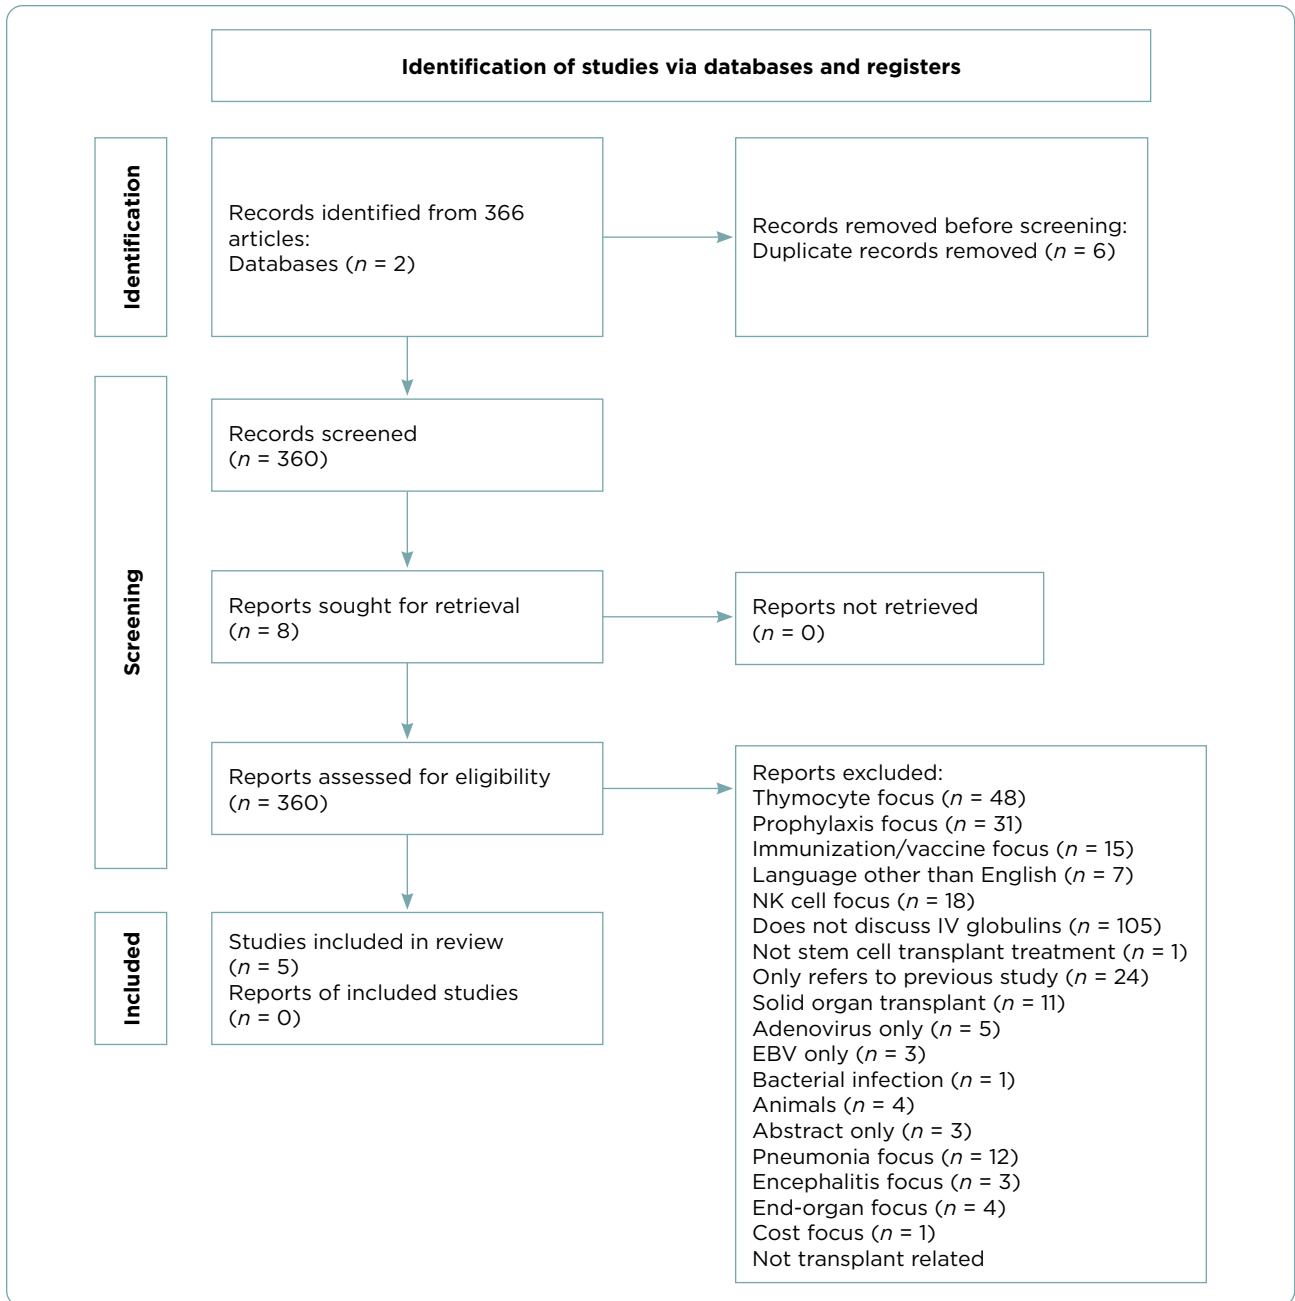 Identification of studies via databases and registers
Identification
Records identified from 366
articles:
Databases (n = 2)
Records removed before screening:
Duplicate records removed (n = 6)
Screening
Records screened
(n = 360)
Reports sought for retrieval
(n = 8)
Reports not retrieved
(n = 0)
Reports assessed for eligibility
(n = 360)
Reports excluded:
Thymocyte focus (n = 48)
Prophylaxis focus (n = 31)
Immunization/vaccine focus (n = 15)
Language other than English (n = 7)
NK cell focus (n = 18)
Does not discuss IV globulins (n = 105)
Not stem cell transplant treatment (n = 1)
Only refers to previous study (n = 24)
Solid organ transplant (n = 11)
Adenovirus only (n = 5)
EBV only (n = 3)
Bacterial infection (n = 1)
Animals (n = 4)
Abstract only (n = 3)
Pneumonia focus (n = 12)
Encephalitis focus (n = 3)
End-organ focus (n = 4)
Cost focus (n = 1)
Not transplant related
Included
Studies included in review
(n = 5)
Reports of included studies
(n = 0)